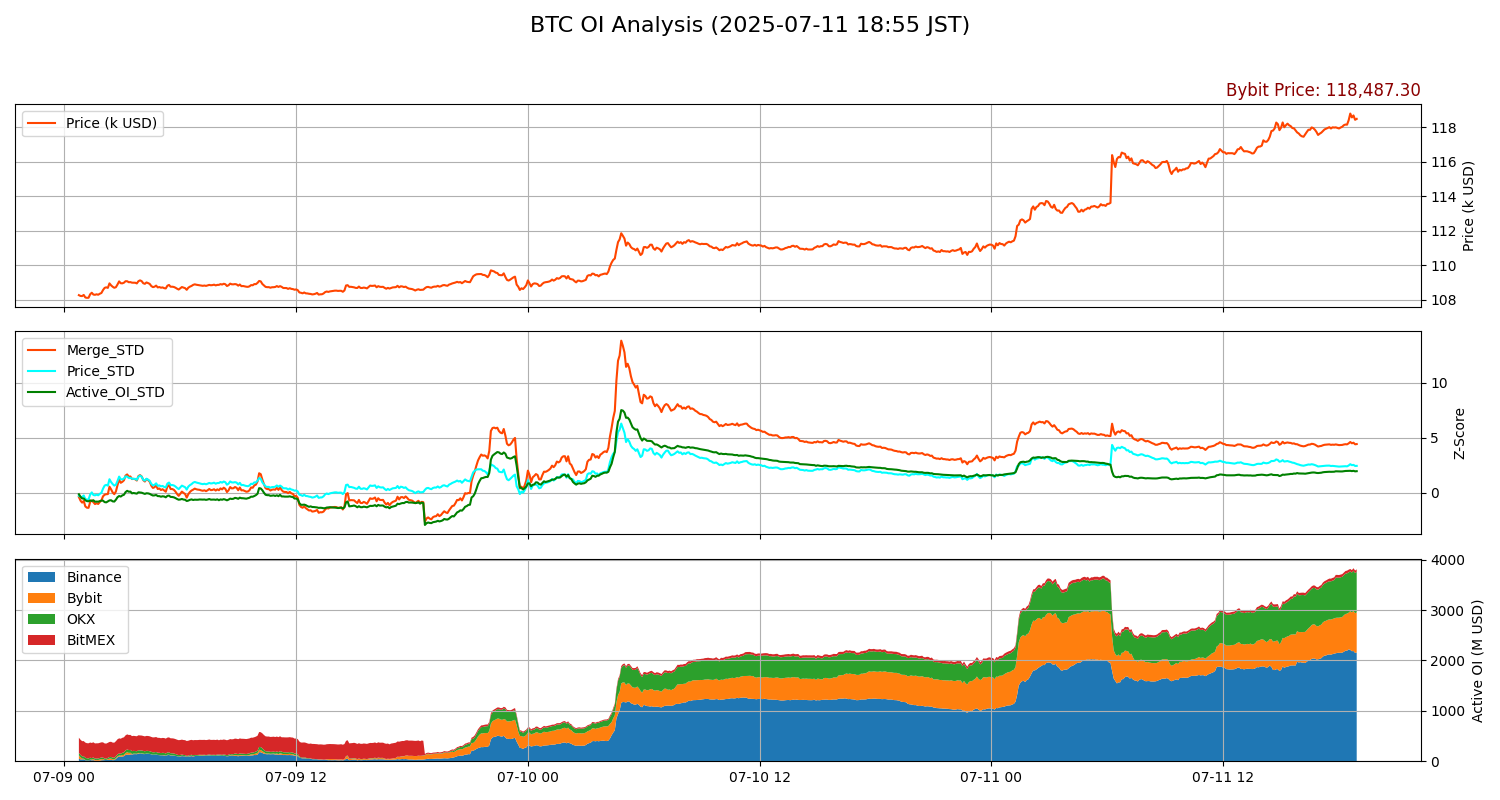 BTC OI Analysis (2025-07-11 18:55 JST)
Bybit Price: 118,487.30
Price (k USD)
118
116
114
112
110
108
Price (k USD)
Merge_STD
Price_STD
Active_OI_STD
10
5
0
Z-Score
Binance
Bybit
OKX
BitMEX
4000
3000
2000
1000
0
Active OI (M USD)
07-09 00
07-09 12
07-10 00
07-10 12
07-11 00
07-11 12